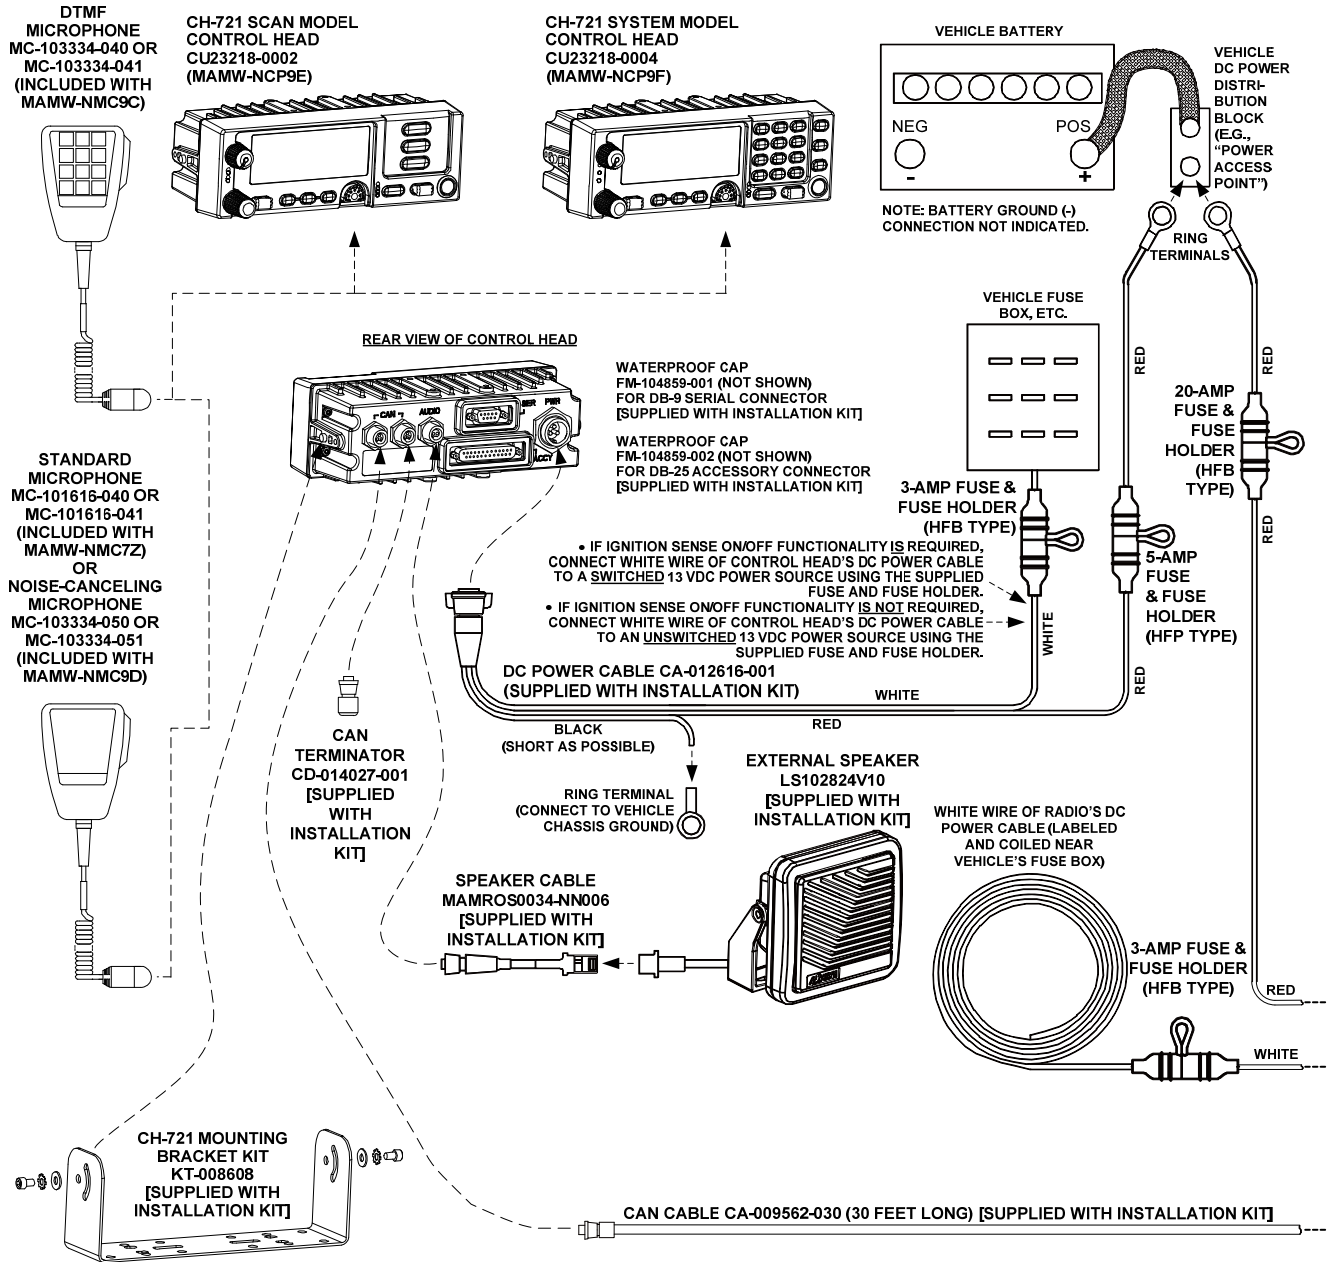 DTMF
MICROPHONE
MC-103334-040 OR
MC-103334-041
(INCLUDED WITH
MAMW-NMC9C)
CH-721 SCAN MODEL
CONTROL HEAD
CU23218-0002
(MAMW-NCP9E)
CH-721 SYSTEM MODEL
CONTROL HEAD
CU23218-0004
(MAMW-NCP9F)
VEHICLE BATTERY
NEG
-
POS
+
VEHICLE
DC POWER
DISTRI-
BUTION
BLOCK
(E.G.,
“POWER
ACCESS
POINT”)
NOTE: BATTERY GROUND (-)
CONNECTION NOT INDICATED.
RING
TERMINALS
VEHICLE FUSE
BOX, ETC.
RED
RED
REAR VIEW OF CONTROL HEAD
CAN
AUDIO
PWR
ACCY
WATERPROOF CAP
FM-104859-001 (NOT SHOWN)
FOR DB-9 SERIAL CONNECTOR
[SUPPLIED WITH INSTALLATION KIT]
WATERPROOF CAP
FM-104859-002 (NOT SHOWN)
FOR DB-25 ACCESSORY CONNECTOR
[SUPPLIED WITH INSTALLATION KIT]
20-AMP
FUSE &
FUSE
HOLDER
(HFB
TYPE)
RED
3-AMP FUSE &
FUSE HOLDER
(HFB TYPE)
5-AMP
FUSE
& FUSE
HOLDER
(HFP TYPE)
RED
STANDARD
MICROPHONE
MC-101616-040 OR
MC-101616-041
(INCLUDED WITH
MAMW-NMC7Z)
OR
NOISE-CANCELING
MICROPHONE
MC-103334-050 OR
MC-103334-051
(INCLUDED WITH
MAMW-NMC9D)
• IF IGNITION SENSE ON/OFF FUNCTIONALITY IS REQUIRED,
CONNECT WHITE WIRE OF CONTROL HEAD'S DC POWER CABLE
TO A SWITCHED 13 VDC POWER SOURCE USING THE SUPPLIED
FUSE AND FUSE HOLDER.
• IF IGNITION SENSE ON/OFF FUNCTIONALITY IS NOT REQUIRED,
CONNECT WHITE WIRE OF CONTROL HEAD'S DC POWER CABLE
TO AN UNSWITCHED 13 VDC POWER SOURCE USING THE
SUPPLIED FUSE AND FUSE HOLDER.
WHITE
DC POWER CABLE CA-012616-001
(SUPPLIED WITH INSTALLATION KIT)
WHITE
RED
BLACK
(SHORT AS POSSIBLE)
CAN
TERMINATOR
CD-014027-001
[SUPPLIED
WITH
INSTALLATION
KIT]
RING TERMINAL
(CONNECT TO VEHICLE
CHASSIS GROUND)
EXTERNAL SPEAKER
LS102824V10
[SUPPLIED WITH
INSTALLATION KIT]
WHITE WIRE OF RADIO'S DC
POWER CABLE (LABELED
AND COILED NEAR
VEHICLE'S FUSE BOX)
SPEAKER CABLE
MAMROS0034-NN006
[SUPPLIED WITH
INSTALLATION KIT]
3-AMP FUSE &
FUSE HOLDER
(HFB TYPE)
RED
WHITE
CH-721 MOUNTING
BRACKET KIT
KT-008608
[SUPPLIED WITH
INSTALLATION KIT]
CAN CABLE CA-009562-030 (30 FEET LONG) [SUPPLIED WITH INSTALLATION KIT]